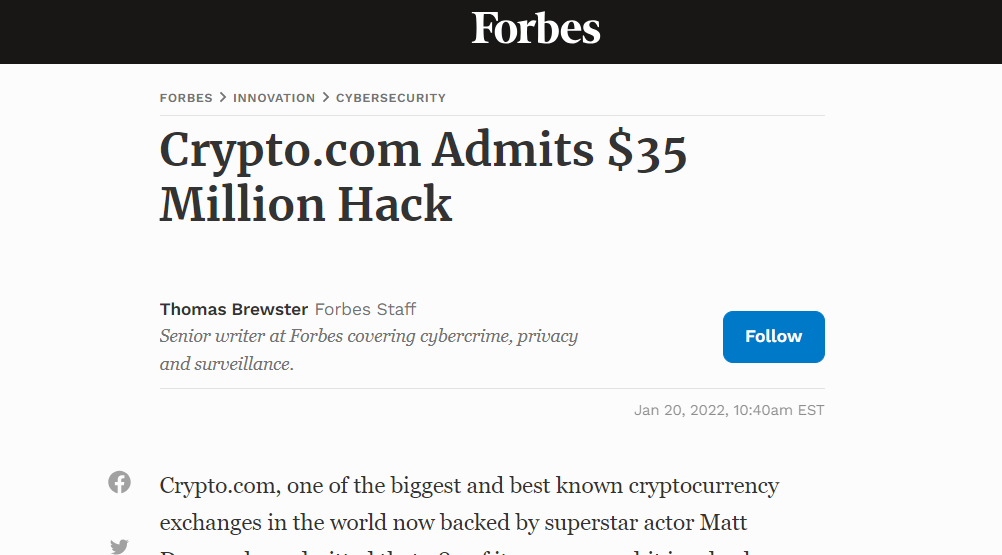 Forbes
FORBES > INNOVATION > CYBERSECURITY
Crypto.com Admits $35
Million Hack
Thomas Brewster Forbes Staff
Senior writer at Forbes covering cybercrime, privacy
and surveillance.
Follow
Jan 20, 2022, 10:40am EST
Crypto.com, one of the biggest and best known cryptocurrency
exchanges in the world now backed by superstar actor Matt